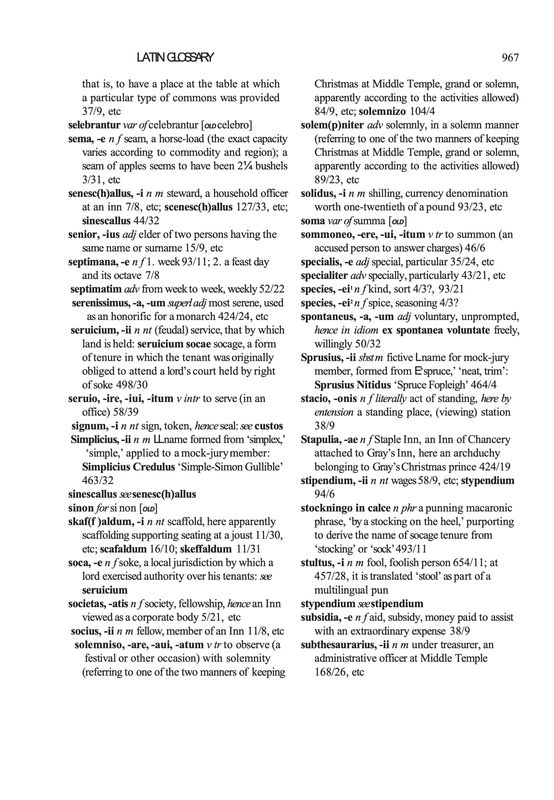 LATIN GLOSSARY 967
that is, to have a place at the table at which
a particular type of commons was provided
37/9, etc
selebrantur var of celebrantur [OLD celebro]
sema, -e n f seam, a horse-load (the exact capacity
varies according to commodity and region); a
seam of apples seems to have been 2¼ bushels
3/31, etc
senesc(h)allus, -i n m steward, a household officer
at an inn 7/8, etc; scenesc(h)allus 127/33, etc;
sinescallus 44/32
senior, -ius adj elder of two persons having the
same name or surname 15/9, etc
septimana, -e n f 1. week 93/11; 2. a feast day
and its octave 7/8
septimatim adv from week to week, weekly 52/22
serenissimus, -a, -um superl adj most serene, used
as an honorific for a monarch 424/24, etc
seruicium, -ii n nt (feudal) service, that by which
land is held: seruicium socae socage, a form
of tenure in which the tenant was originally
obliged to attend a lord's court held by right
of soke 498/30
seruio, -ire, -iui, -itum v intr to serve (in an
office) 58/39
signum, -i n nt sign, token, hence seal: see custos
Simplicius, -ii n m LLname formed from 'simplex,'
'simple,' applied to a mock-jury member:
Simplicius Credulus 'Simple-Simon Gullible'
463/32
sinescallus see senesc(h)allus
sinon for si non [OLD]
skaf(f )aldum, -i n nt scaffold, here apparently
scaffolding supporting seating at a joust 11/30,
etc; scafaldum 16/10; skeffaldum 11/31
soca, -e n f soke, a local jurisdiction by which a
lord exercised authority over his tenants: see
seruicium
societas, -atis n f society, fellowship, hence an Inn
viewed as a corporate body 5/21, etc
socius, -ii n m fellow, member of an Inn 11/8, etc
solemniso, -are, -aui, -atum v tr to observe (a
festival or other occasion) with solemnity
(referring to one of the two manners of keeping
Christmas at Middle Temple, grand or solemn,
apparently according to the activities allowed)
84/9, etc; solemnizo 104/4
solem(p)niter adv solemnly, in a solemn manner
(referring to one of the two manners of keeping
Christmas at Middle Temple, grand or solemn,
apparently according to the activities allowed)
89/23, etc
solidus, -i n m shilling, currency denomination
worth one-twentieth of a pound 93/23, etc
soma var of summa [OLD]
sommoneo, -ere, -ui, -itum v tr to summon (an
accused person to answer charges) 46/6
specialis, -e adj special, particular 35/24, etc
specialiter adv specially, particularly 43/21, etc
species, -ei¹ n f kind, sort 4/3?, 93/21
species, -ei² n f spice, seasoning 4/3?
spontaneus, -a, -um adj voluntary, unprompted,
hence in idiom ex spontanea voluntate freely,
willingly 50/32
Sprusius, -ii sbst m fictive L name for mock-jury
member, formed from E 'spruce,' 'neat, trim':
Sprusius Nitidus 'Spruce Fopleigh' 464/4
stacio, -onis n f literally act of standing, here by
extension a standing place, (viewing) station
38/9
Stapulia, -ae n f Staple Inn, an Inn of Chancery
attached to Gray's Inn, here an archduchy
belonging to Gray's Christmas prince 424/19
stipendium, -ii n nt wages 58/9, etc; stypendium
94/6
stockningo in calce n phr a punning macaronic
phrase, 'by a stocking on the heel,' purporting
to derive the name of socage tenure from
'stocking' or 'sock' 493/11
stultus, -i n m fool, foolish person 654/11; at
457/28, it is translated 'stool' as part of a
multilingual pun
stypendium see stipendium
subsidia, -e n f aid, subsidy, money paid to assist
with an extraordinary expense 38/9
subthesaurarius, -ii n m under treasurer, an
administrative officer at Middle Temple
168/26, etc